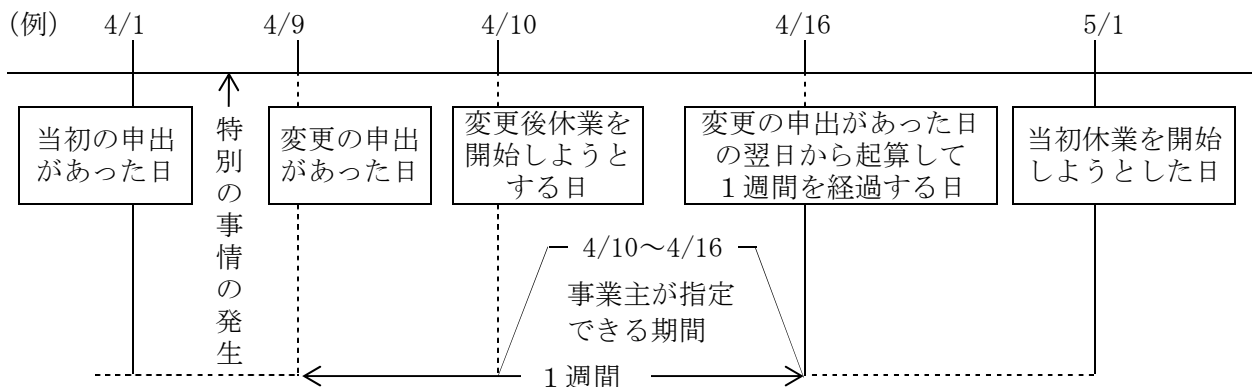 (例)
4/1
4/9
4/10
4/16
5/1
当初の申出
があった日
特別の事情の発生
変更の申出
があった日
変更後休業を
開始しようと
する日
変更の申出があった日
の翌日から起算して
１週間を経過する日
当初休業を開始
しようとした日
4/10～4/16
事業主が指定
できる期間
１週間